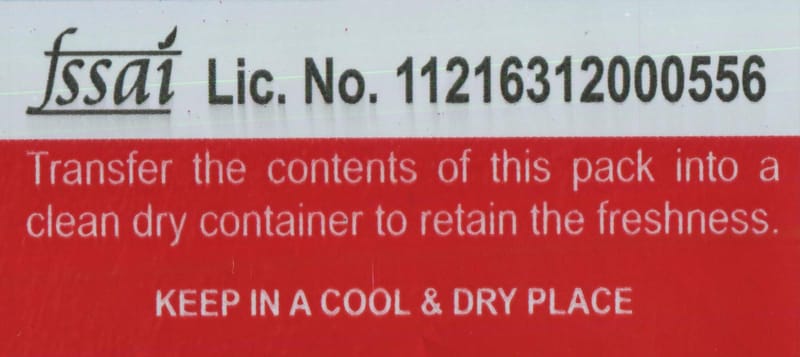 fssai Lic. No. 11216312000556
Transfer the contents of this pack into a
clean dry container to retain the freshness.
KEEP IN A COOL & DRY PLACE